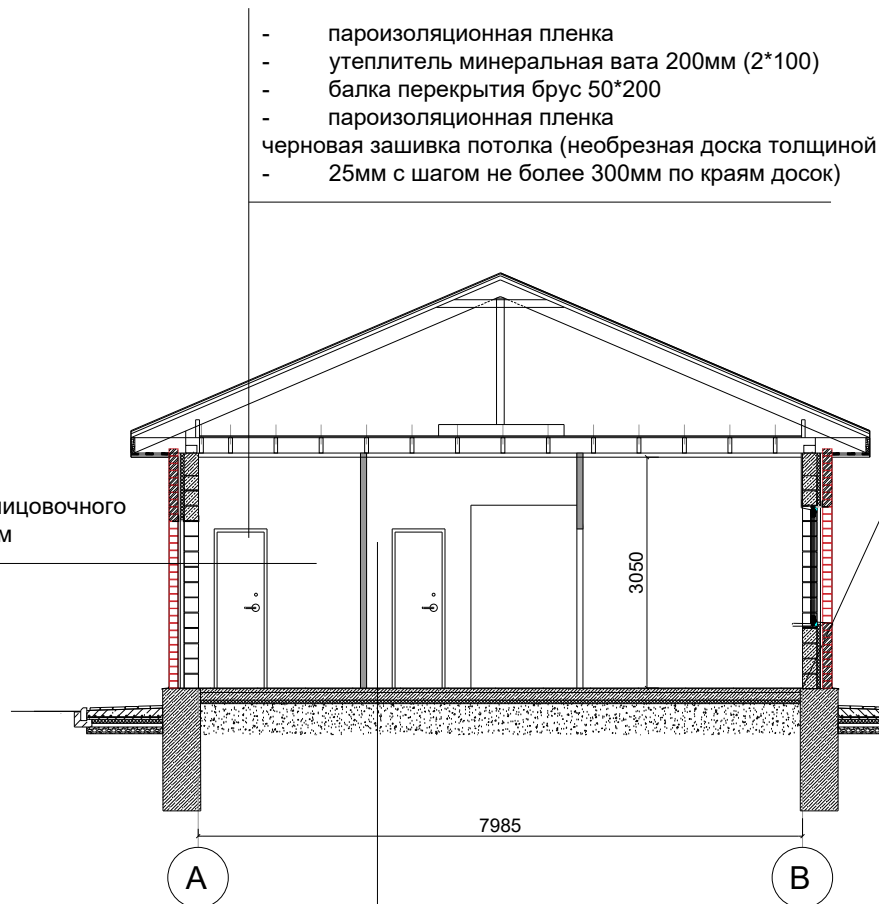 - пароизоляционная пленка
- утеплитель минеральная вата 200мм (2*100)
- балка перекрытия брус 50*200
- пароизоляционная пленка
черновая зашивка потолка (необрезная доска толщиной
- 25мм с шагом не более 300мм по краям досок)
лицовочного
м
3050
7985
А
В